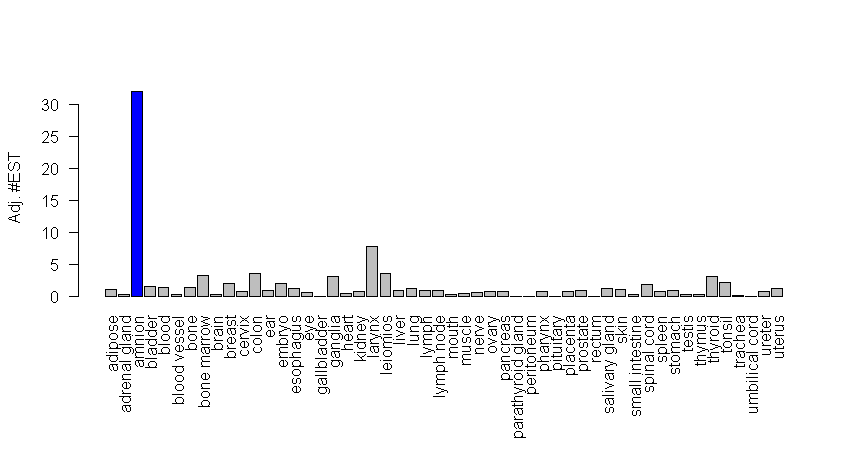 Adj. #EST
30
25
20
15
10
5
0
adipose
adrenal gland
amnion
bladder
blood
blood vessel
bone
bone marrow
brain
breast
cervix
colon
ear
embryo
esophagus
eye
gallbladder
ganglia
heart
kidney
larynx
leiomios
liver
lung
lymph
lymph node
mouth
muscle
nerve
ovary
pancreas
parathyroid gland
peritoneum
pharynx
pituitary
placenta
prostate
rectum
salivary gland
skin
small intestine
spinal cord
spleen
stomach
testis
thymus
thyroid
tonsil
trachea
umbilical cord
ureter
uterus